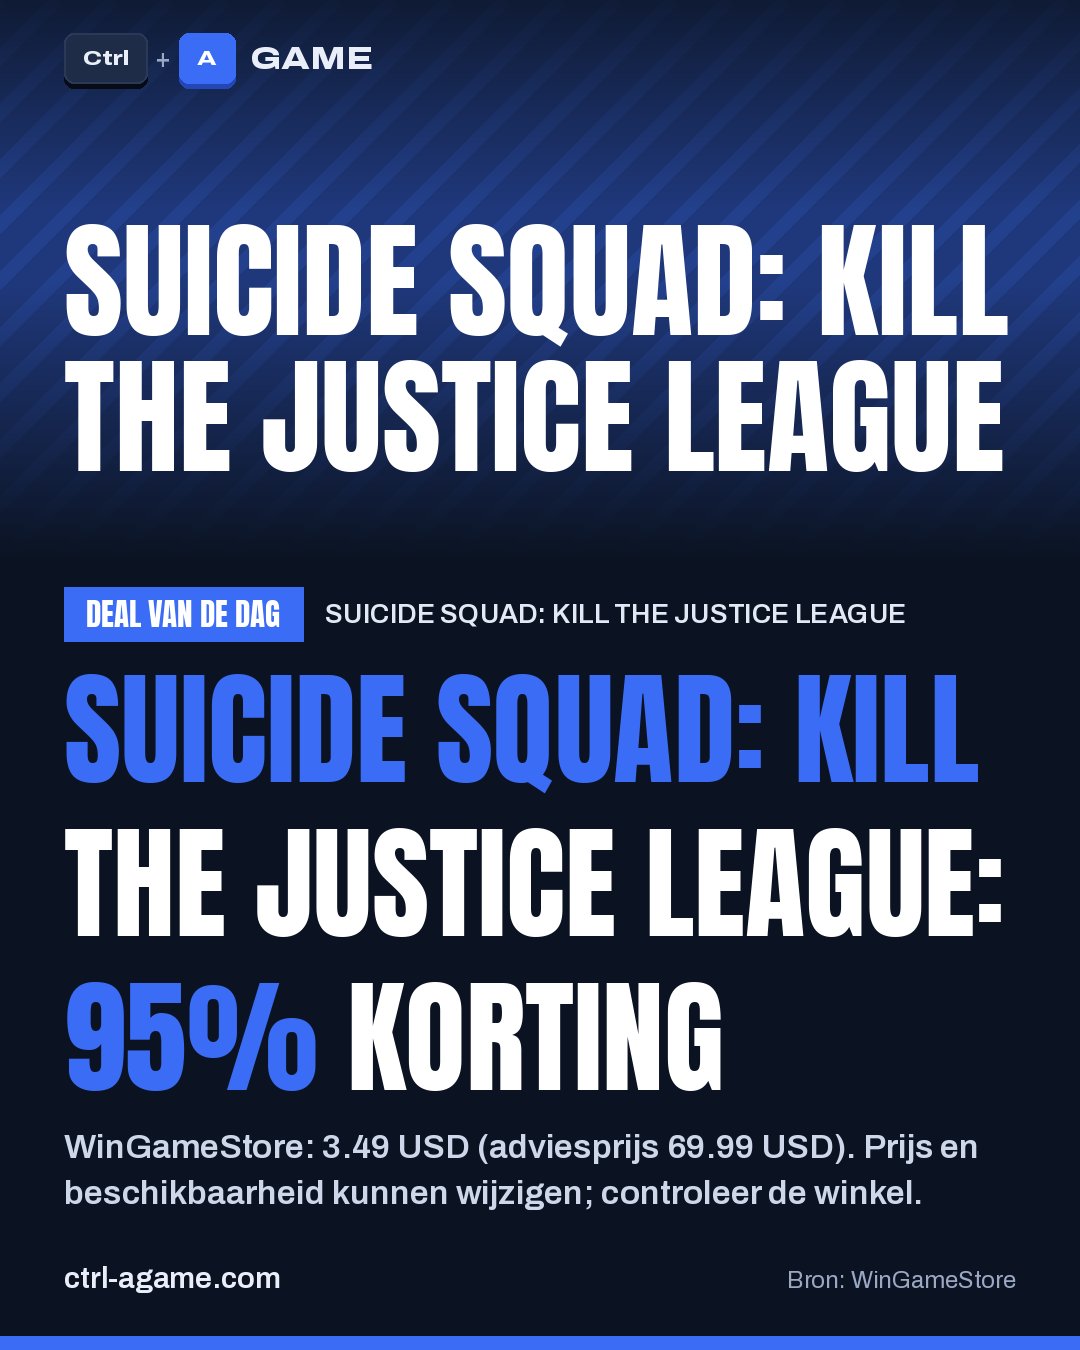 Ctrl + A GAME
SUICIDE SQUAD: KILL
THE JUSTICE LEAGUE
DEAL VAN DE DAG SUICIDE SQUAD: KILL THE JUSTICE LEAGUE
SUICIDE SQUAD: KILL
THE JUSTICE LEAGUE:
95% KORTING
WinGameStore: 3.49 USD (adviesprijs 69.99 USD). Prijs en
beschikbaarheid kunnen wijzigen; controleer de winkel.
ctrl-agame.com Bron: WinGameStore